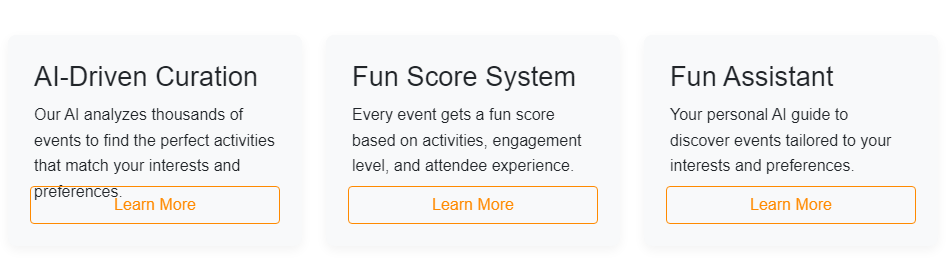 AI-Driven Curation
Our AI analyzes thousands of
events to find the perfect activities
that match your interests and
preferences.
Learn More
Fun Score System
Every event gets a fun score
based on activities, engagement
level, and attendee experience.
Learn More
Fun Assistant
Your personal AI guide to
discover events tailored to your
interests and preferences.
Learn More